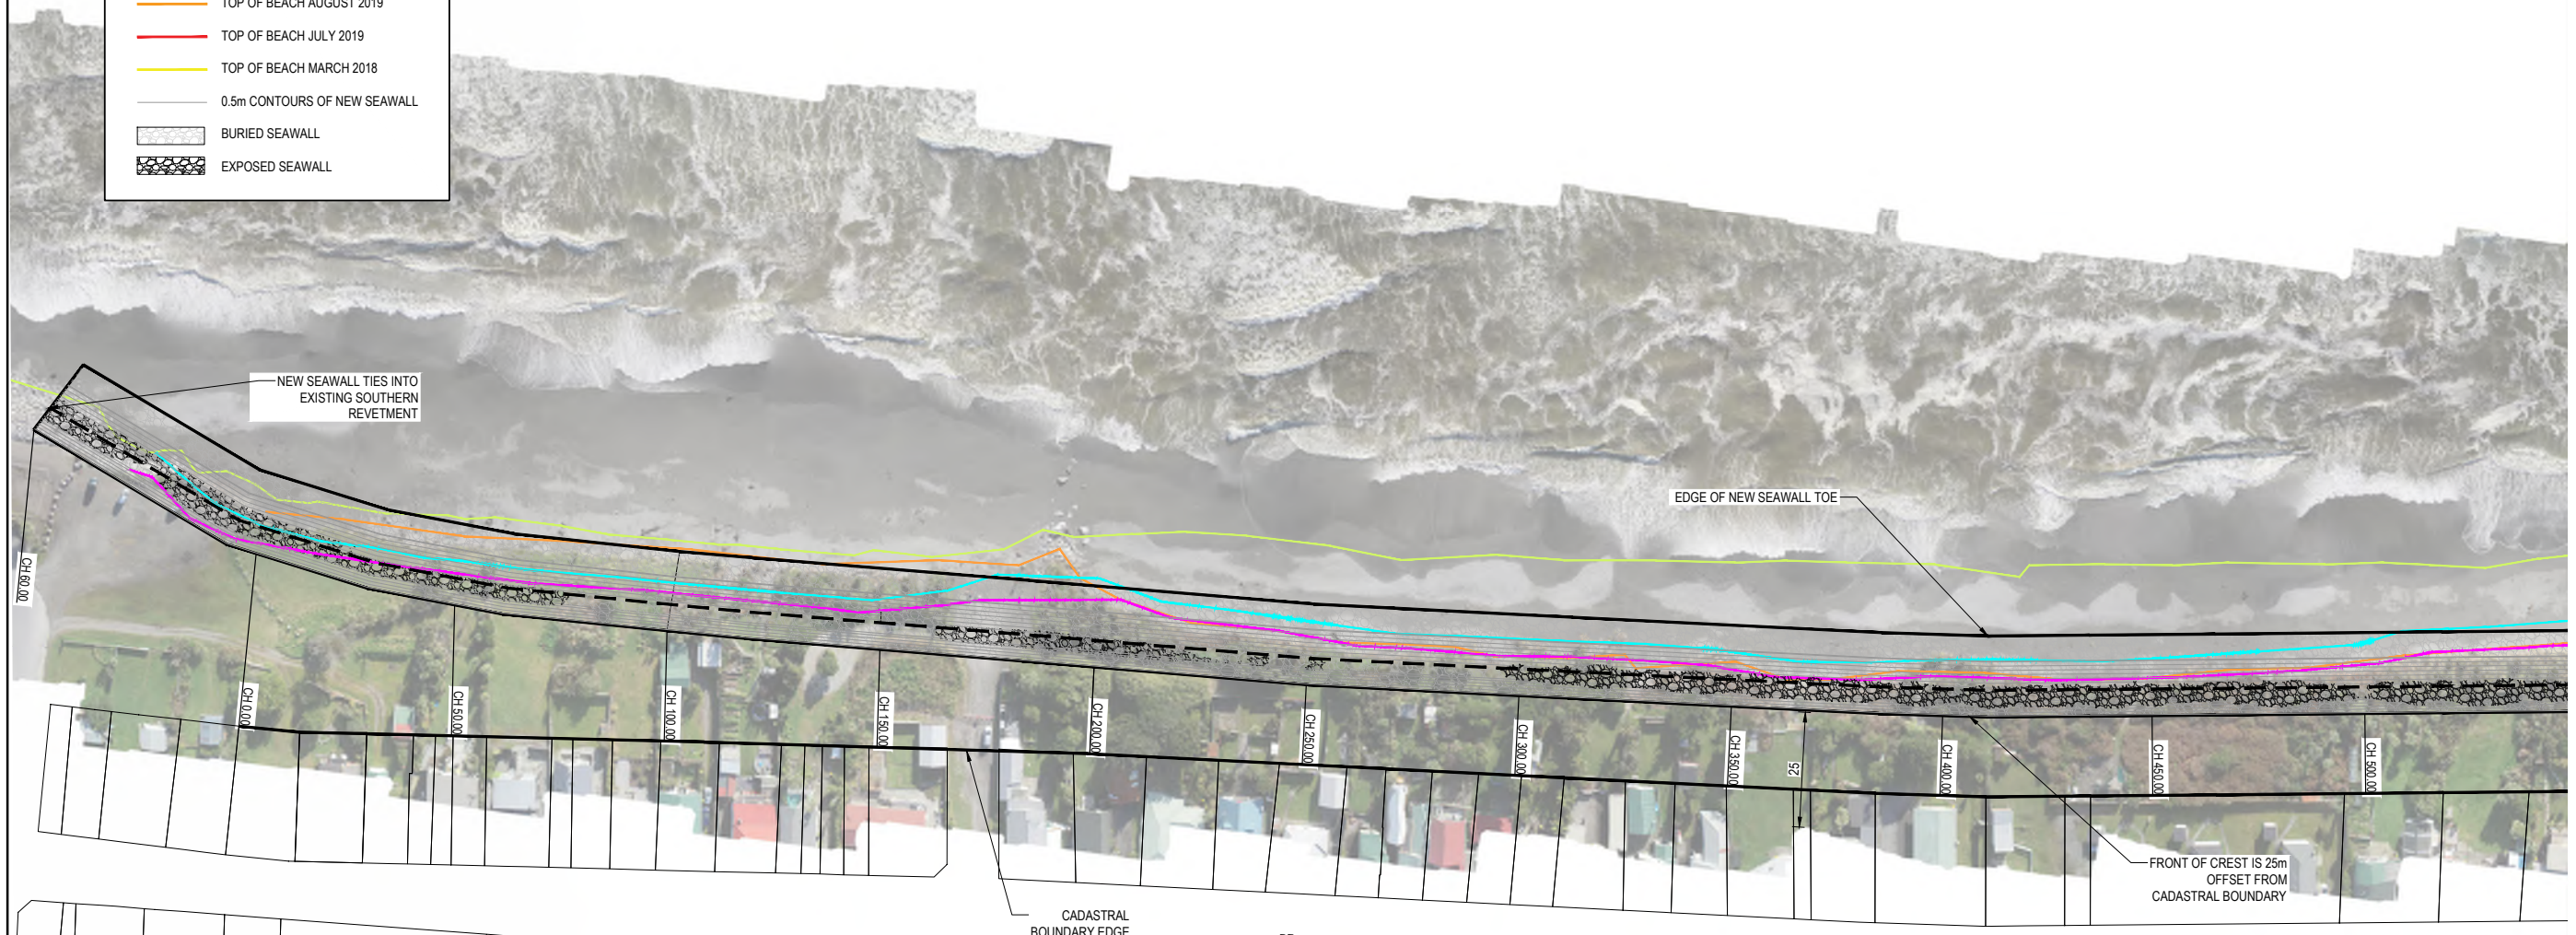 TOP OF BEACH AUGUST 2019
TOP OF BEACH JULY 2019
TOP OF BEACH MARCH 2018
0.5m CONTOURS OF NEW SEAWALL
BURIED SEAWALL
EXPOSED SEAWALL
NEW SEAWALL TIES INTO
EXISTING SOUTHERN
REVETMENT
EDGE OF NEW SEAWALL TOE
CH 60.00
CH 0.00
CH 50.00
CH 100.00
CH 150.00
CH 200.00
CH 250.00
CH 300.00
CH 350.00
25
CH 400.00
CH 450.00
CH 500.00
FRONT OF CREST IS 25m
OFFSET FROM
CADASTRAL BOUNDARY
CADASTRAL
BOUNDARY EDGE